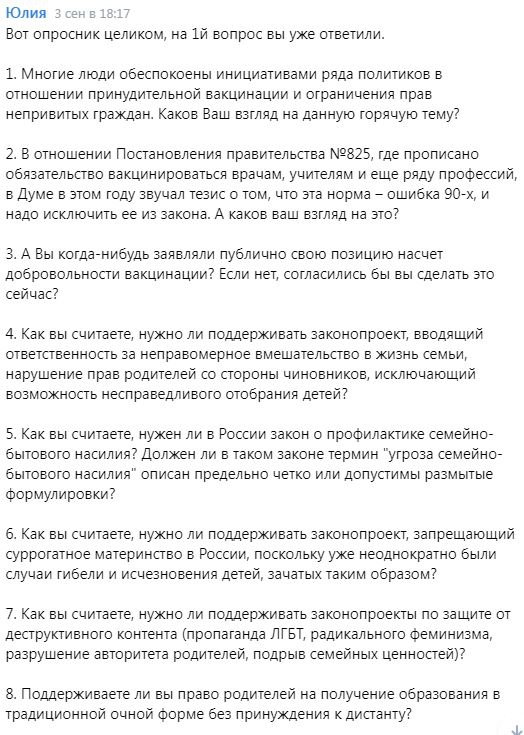 Юлия 3 сен в 18:17
Вот опросник целиком, на 1й вопрос вы уже ответили.
1. Многие люди обеспокоены инициативами ряда политиков в
отношении принудительной вакцинации и ограничения прав
непривитых граждан. Каков Ваш взгляд на данную горячую тему?
2. В отношении Постановления правительства №825, где прописано
обязательство вакцинироваться врачам, учителям и еще ряду профессий,
в Думе в этом году звучал тезис о том, что эта норма – ошибка 90-х, и
надо исключить ее из закона. А каков ваш взгляд на это?
3. А Вы когда-нибудь заявляли публично свою позицию насчет
добровольности вакцинации? Если нет, согласились бы вы сделать это
сейчас?
4. Как вы считаете, нужно ли поддерживать законопроект, вводящий
ответственность за неправомерное вмешательство в жизнь семьи,
нарушение прав родителей со стороны чиновников, исключающий
возможность несправедливого отобрания детей?
5. Как вы считаете, нужен ли в России закон о профилактике семейно-
бытового насилия? Должен ли в таком законе термин "угроза семейно-
бытового насилия" описан предельно четко или допустимы размытые
формулировки?
6. Как вы считаете, нужно ли поддерживать законопроект, запрещающий
суррогатное материнство в России, поскольку уже неоднократно были
случаи гибели и исчезновения детей, зачатых таким образом?
7. Как вы считаете, нужно ли поддерживать законопроекты по защите от
деструктивного контента (пропаганда ЛГБТ, радикального феминизма,
разрушение авторитета родителей, подрыв семейных ценностей)?
8. Поддерживаете ли вы право родителей на получение образования в
традиционной очной форме без принуждения к дистанту?